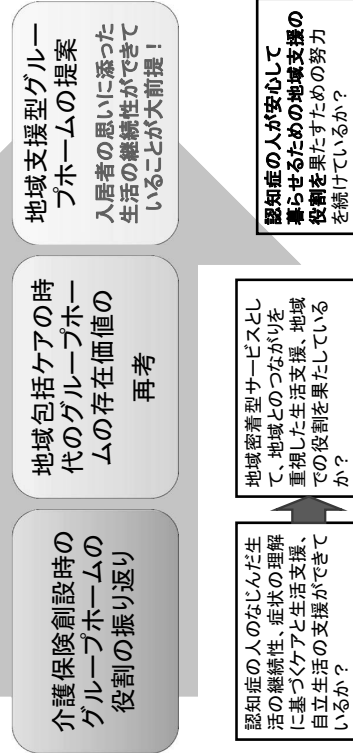 介護保険創設時の
グループホームの
役割の振り返り
地域包括ケアの時
代のグループホー
ムの存在価値の
再考
地域支援型グルー
プホームの提案
入居者の思いに添った
生活の継続性ができて
いることが大前提！
認知症の人のなじんだ生
活の継続性、症状の理解
に基づくケアと生活支援、
自立生活の支援ができて
いるか？
地域密着型サービスとし
て、地域とのつながりを
重視した生活支援、地域
での役割を果たしている
か？
認知症の人が安心して
暮らせるための地域支援の
役割を果たすための努力
を続けているか？